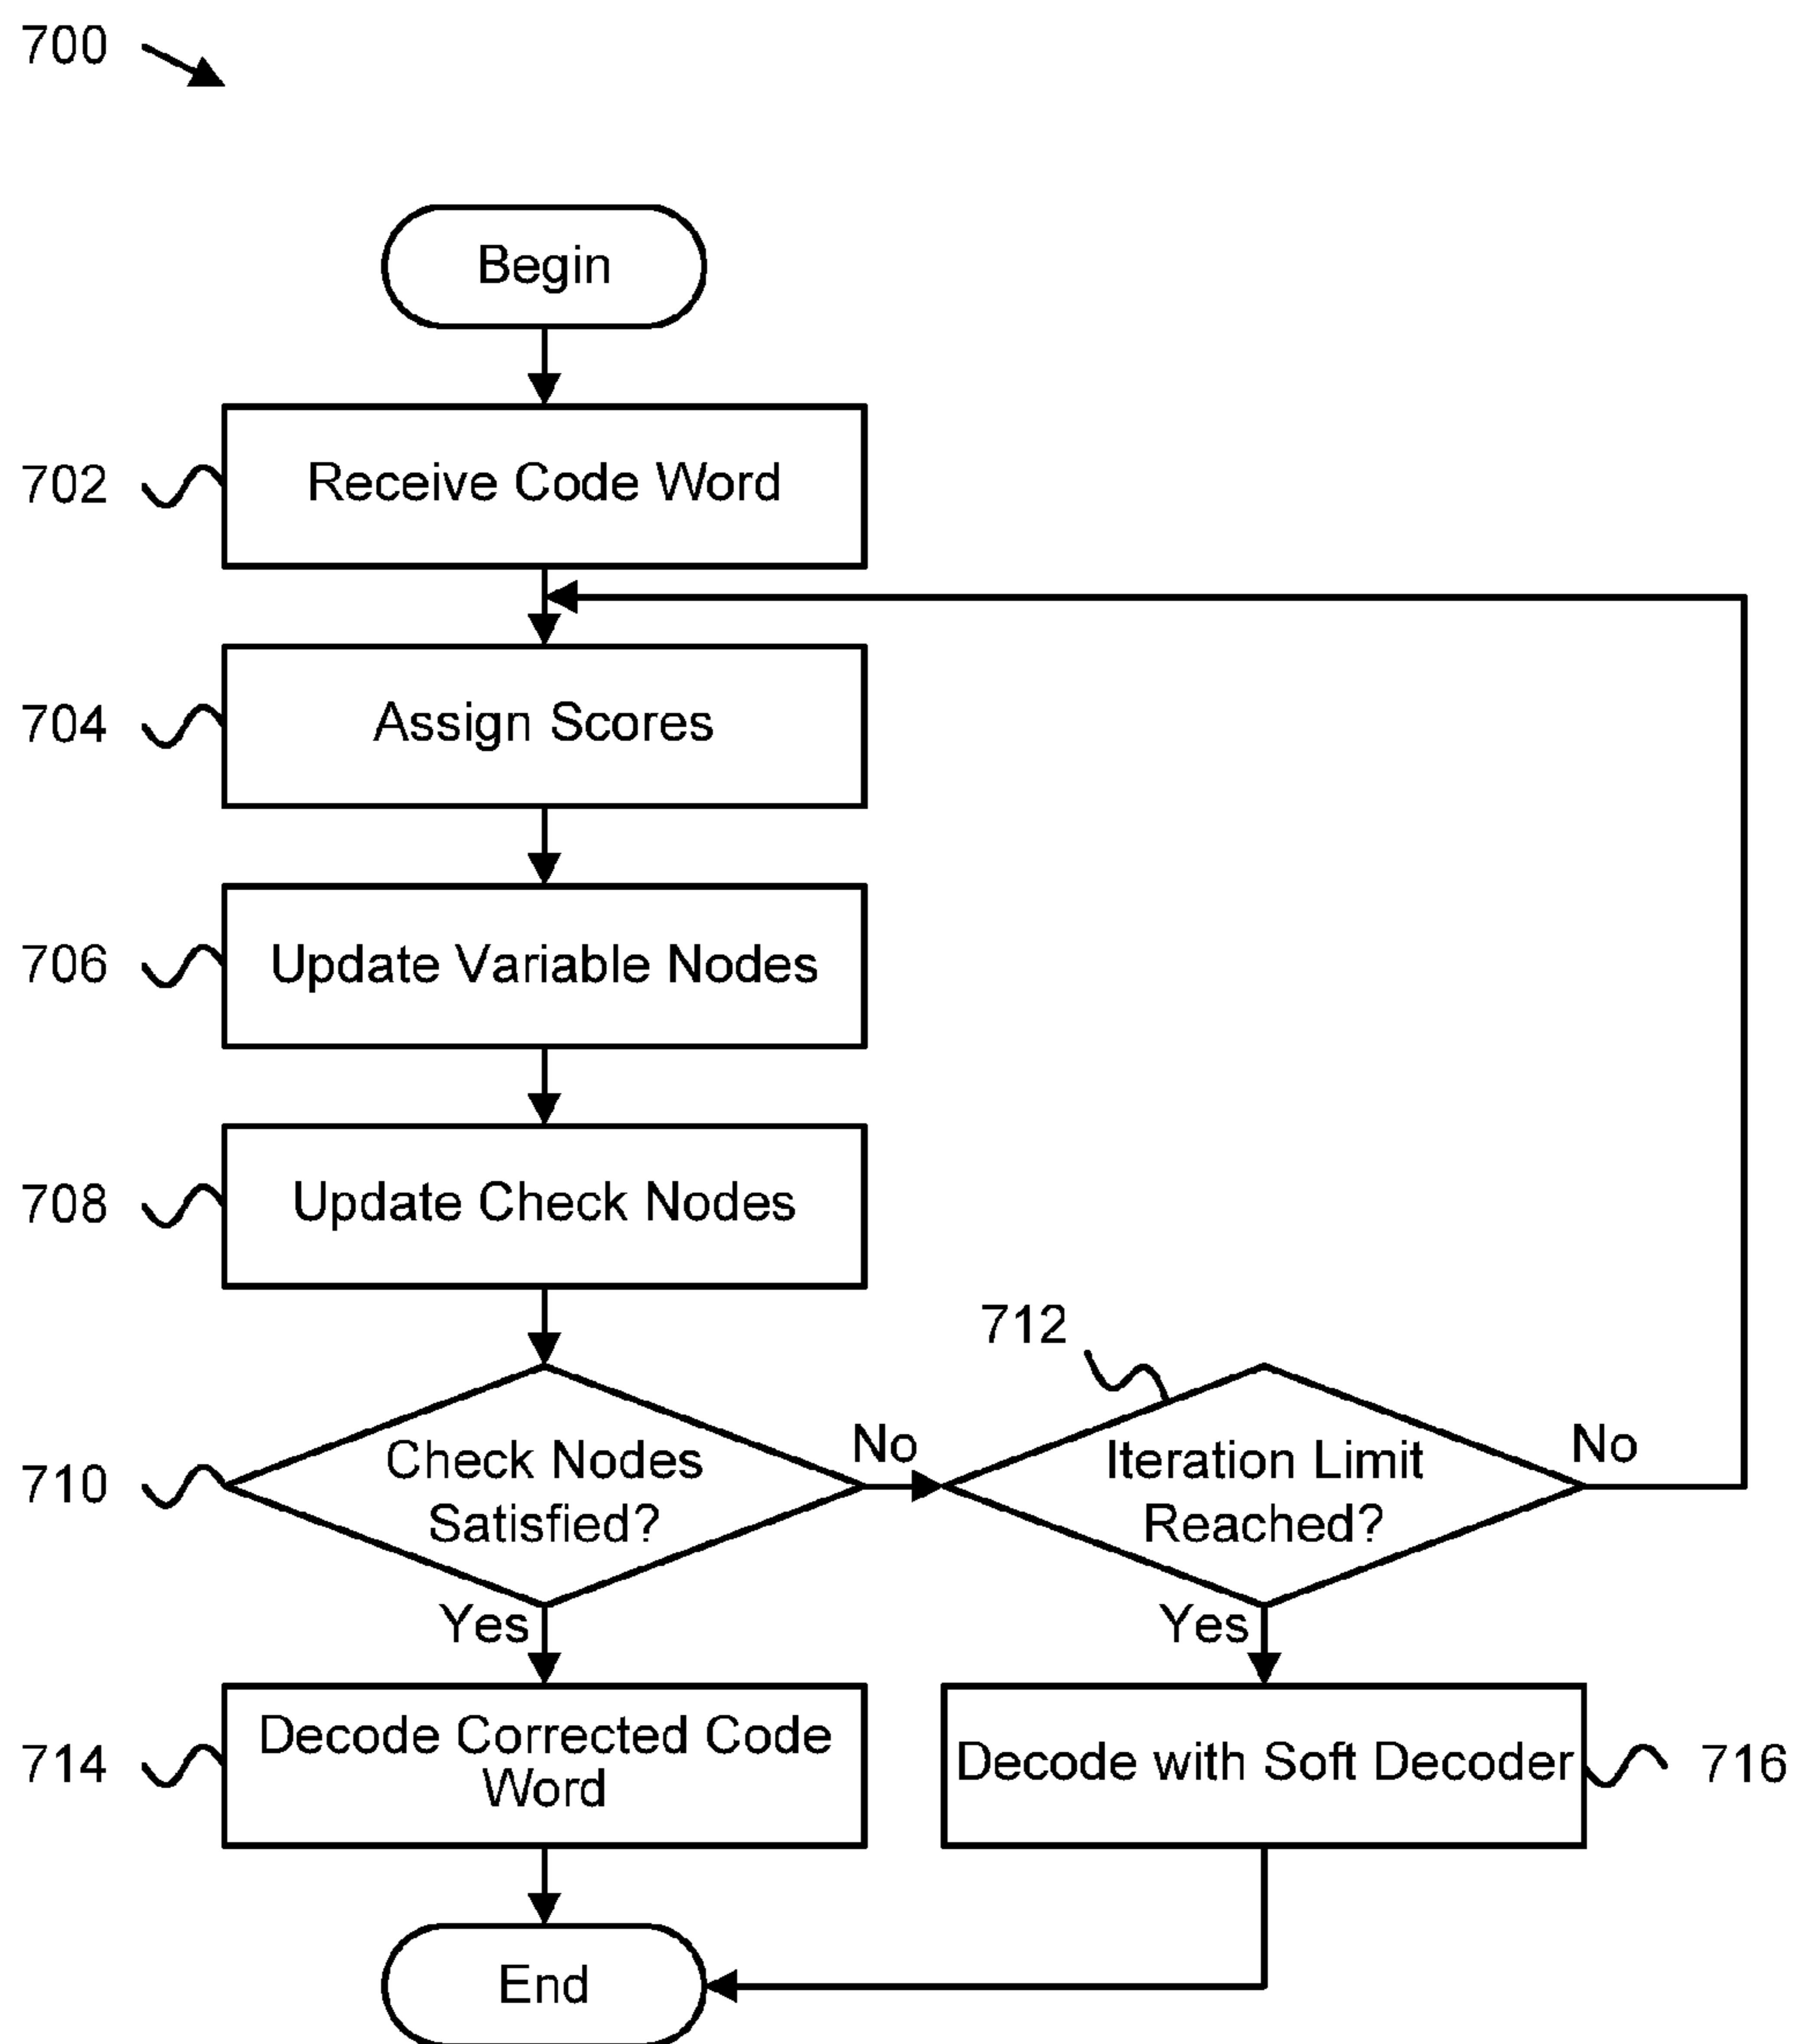 700
Begin
702
Receive Code Word
704
Assign Scores
706
Update Variable Nodes
708
Update Check Nodes
712
710
Check Nodes
Satisfied?
No
Iteration Limit
Reached?
No
Yes
Yes
714
Decode Corrected Code
Word
Decode with Soft Decoder
716
End